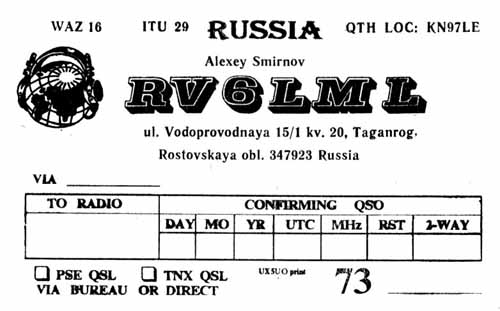 WAZ 16 ITU 29 RUSSIA QTH LOC: KN97LE
Alexey Smirnov
RV6LML
ul. Vodoprovodnaya 15/1 kv. 20, Taganrog.
Rostovskaya obl. 347923 Russia
VIA
TO RADIO CONFIRMING QSO
DAY MO YR UTC MHz RST 2-WAY
PSE QSL TNX QSL UX5UO print 73
VIA BUREAU OR DIRECT